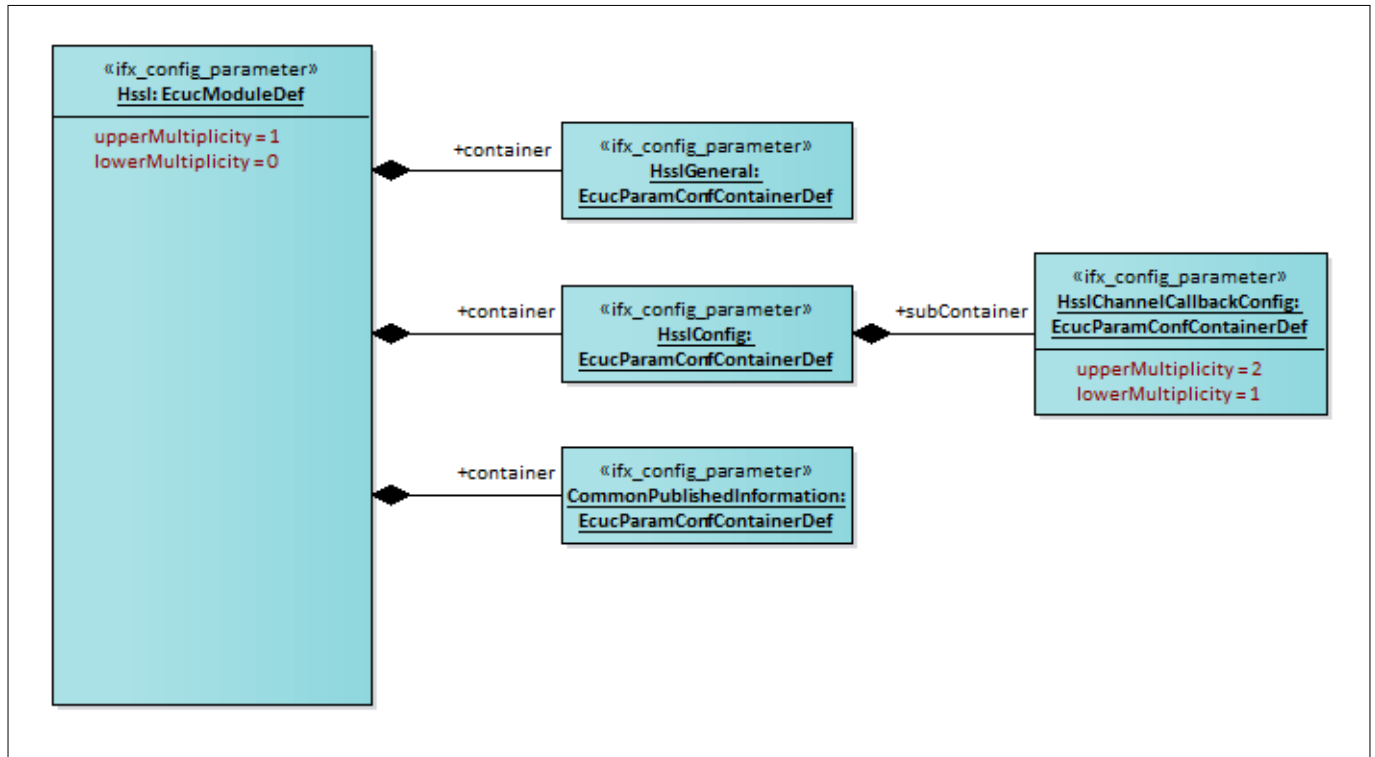 «ifx_config_parameter»
Hssl: EcucModuleDef
upperMultiplicity = 1
lowerMultiplicity = 0
+container
«ifx_config_parameter»
HsslGeneral:
EcucParamConfContainerDef
+container
«ifx_config_parameter»
HsslConfig:
EcucParamConfContainerDef
+subContainer
«ifx_config_parameter»
HsslChannelCallbackConfig:
EcucParamConfContainerDef
upperMultiplicity = 2
lowerMultiplicity = 1
+container
«ifx_config_parameter»
CommonPublishedInformation:
EcucParamConfContainerDef